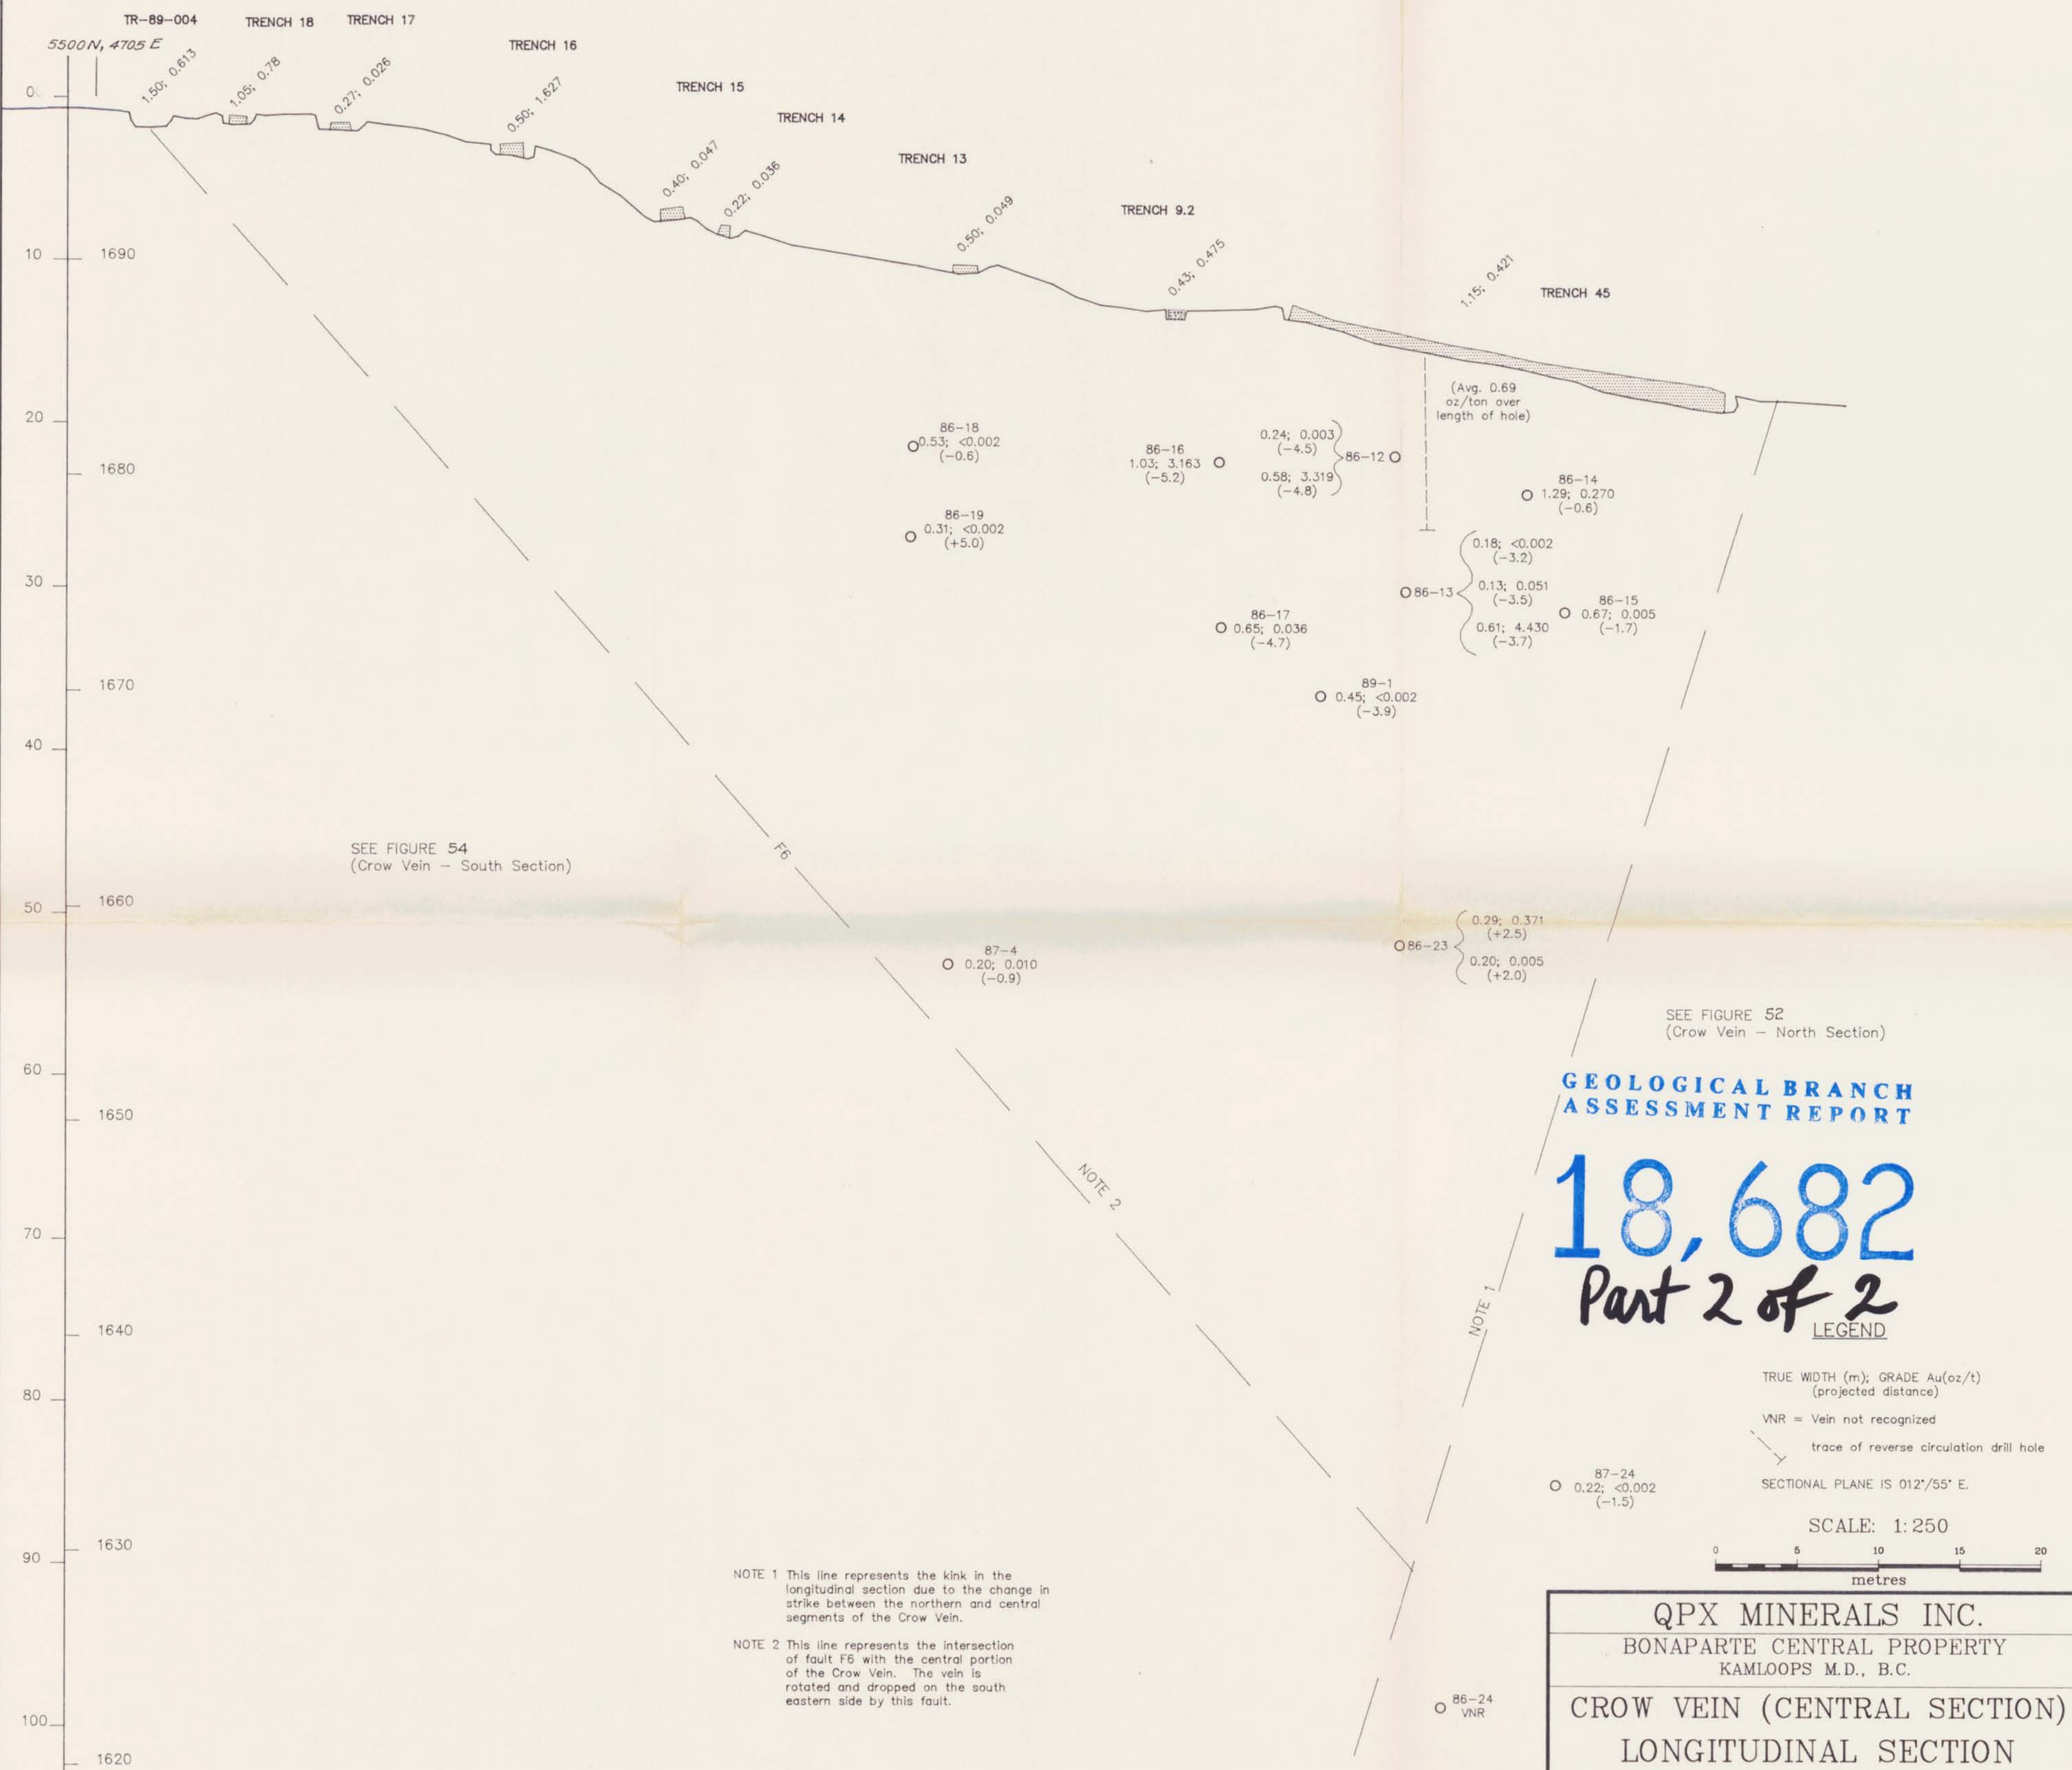 TR-89-004
TRENCH 18
TRENCH 17
TRENCH 16
TRENCH 15
TRENCH 14
TRENCH 13
TRENCH 9.2
TRENCH 45
5500N, 4705 E
1.50; 0.613
1.05; 0.78
0.27; 0.026
0.50; 1.627
0.40; 0.047
0.22; 0.036
0.50; 0.049
0.43; 0.475
1.15; 0.421
0
10
20
30
40
50
60
70
80
90
100
1690
1680
1670
1660
1650
1640
1630
1620
(Avg. 0.69
oz/ton over
length of hole)
86-18
0.53; <0.002
(-0.6)
86-19
0.31; <0.002
(+5.0)
86-16
1.03; 3.163
(-5.2)
0.24; 0.003
(-4.5)
0.58; 3.319
(-4.8)
86-12
86-14
1.29; 0.270
(-0.6)
86-13
0.18; <0.002
(-3.2)
0.13; 0.051
(-3.5)
0.61; 4.430
(-3.7)
86-15
0.67; 0.005
(-1.7)
86-17
0.65; 0.036
(-4.7)
89-1
0.45; <0.002
(-3.9)
SEE FIGURE 54
(Crow Vein - South Section)
F6
87-4
0.20; 0.010
(-0.9)
86-23
0.29; 0.371
(+2.5)
0.20; 0.005
(+2.0)
SEE FIGURE 52
(Crow Vein - North Section)
GEOLOGICAL BRANCH
ASSESSMENT REPORT
18,682
Part 2 of 2
NOTE 2
NOTE 1
LEGEND
TRUE WIDTH (m); GRADE Au(oz/t)
(projected distance)
VNR = Vein not recognized
trace of reverse circulation drill hole
SECTIONAL PLANE IS 012°/55° E.
87-24
0.22; <0.002
(-1.5)
SCALE: 1:250
0 5 10 15 20
metres
NOTE 1 This line represents the kink in the
longitudinal section due to the change in
strike between the northern and central
segments of the Crow Vein.
NOTE 2 This line represents the intersection
of fault F6 with the central portion
of the Crow Vein. The vein is
rotated and dropped on the south
eastern side by this fault.
86-24
VNR
QPX MINERALS INC.
BONAPARTE CENTRAL PROPERTY
KAMLOOPS M.D., B.C.
CROW VEIN (CENTRAL SECTION)
LONGITUDINAL SECTION